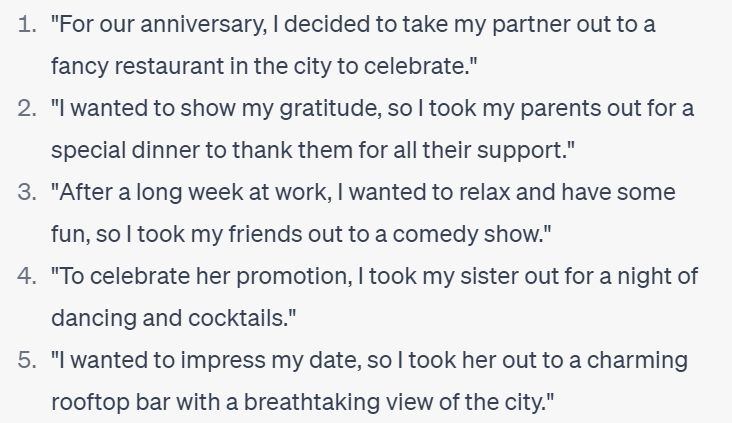 1. "For our anniversary, I decided to take my partner out to a
fancy restaurant in the city to celebrate."
2. "I wanted to show my gratitude, so I took my parents out for a
special dinner to thank them for all their support."
3. "After a long week at work, I wanted to relax and have some
fun, so I took my friends out to a comedy show."
4. "To celebrate her promotion, I took my sister out for a night of
dancing and cocktails."
5. "I wanted to impress my date, so I took her out to a charming
rooftop bar with a breathtaking view of the city."